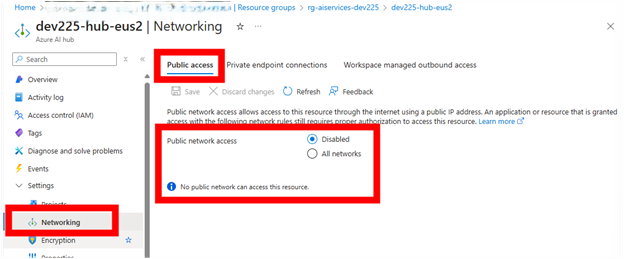 Home >
| Resource groups > rg-aiservices-dev225 > dev225-hub-eus2
dev225-hub-eus2 | Networking
Azure AI hub
Search
Overview
Activity log
Access control (IAM)
Tags
Diagnose and solve problems
Events
Settings
Projects
Networking
Encryption
Properties
Public access
Private endpoint connections
Workspace managed outbound access
Save
Discard changes
Refresh
Feedback
Public network access allows access to this resource through the internet using a public IP address. An application or resource that is granted
access with the following network rules still requires proper authorization to access this resource. Learn more
Public network access
Disabled
All networks
No public network can access this resource.